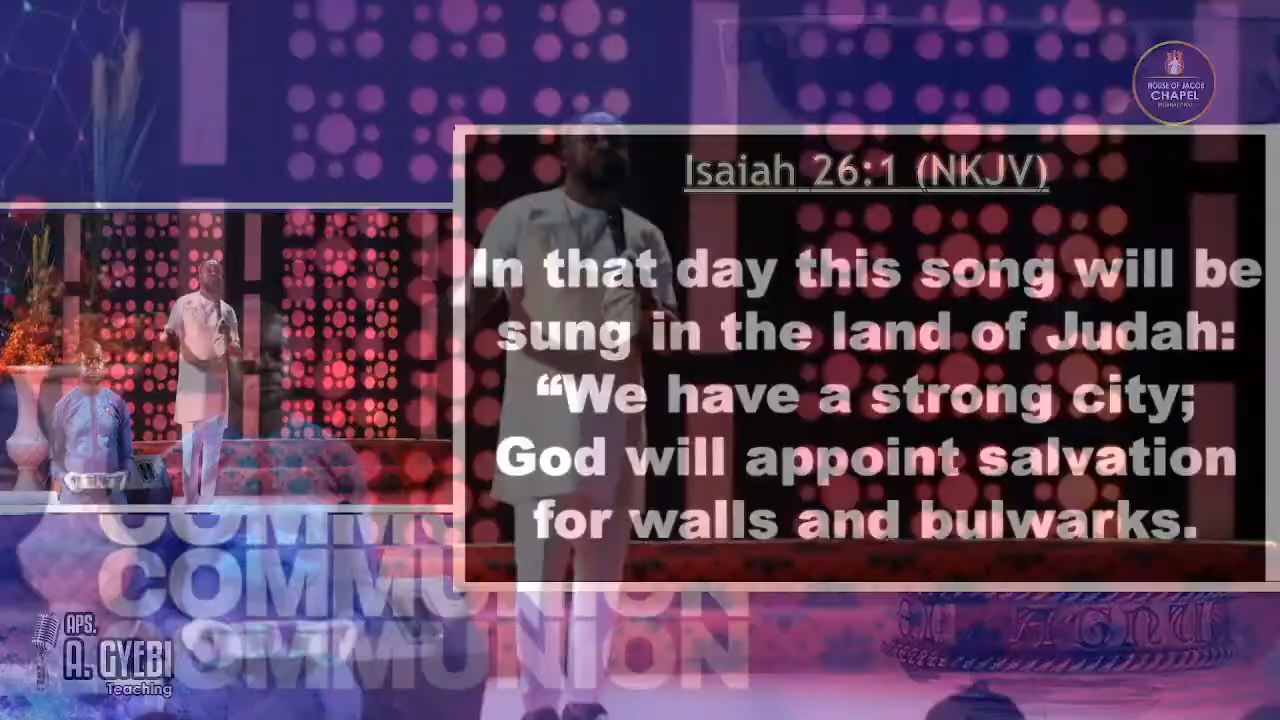 HOUSE OF JACOB
CHAPEL
INTERNATIONAL
Isaiah 26:1 (NKJV)
In that day this song will be
sung in the land of Judah:
“We have a strong city;
God will appoint salvation
for walls and bulwarks.
COMMUNION
COMMUNION
COMMUNION
APS.
A. GYEBI
Teaching